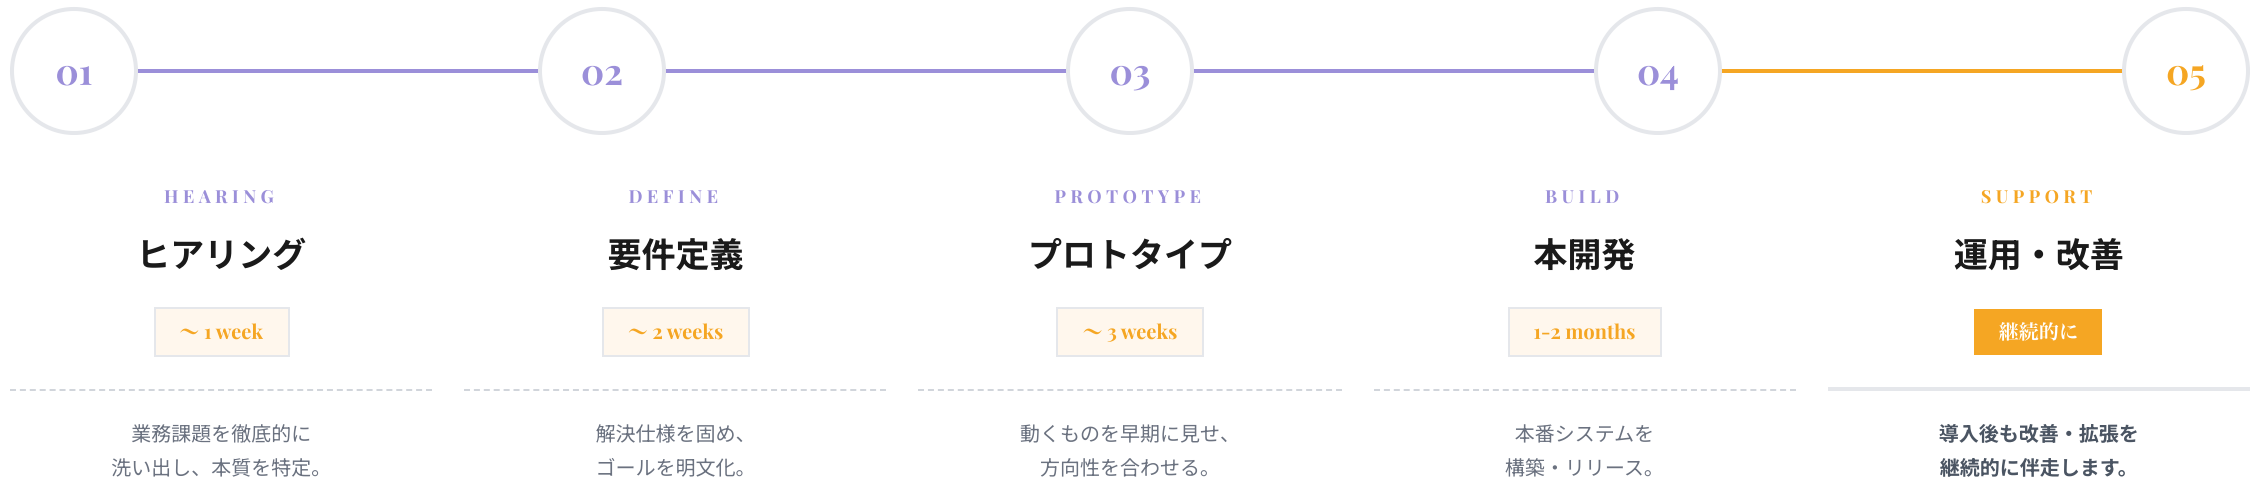 01
02
03
04
05
HEARING
ヒアリング
〜 1 week
業務課題を徹底的に
洗い出し、本質を特定。
DEFINE
要件定義
〜 2 weeks
解決仕様を固め、
ゴールを明文化。
PROTOTYPE
プロトタイプ
〜 3 weeks
動くものを早期に見せ、
方向性を合わせる。
BUILD
本開発
1-2 months
本番システムを
構築・リリース。
SUPPORT
運用・改善
継続的に
導入後も改善・拡張を
継続的に伴走します。